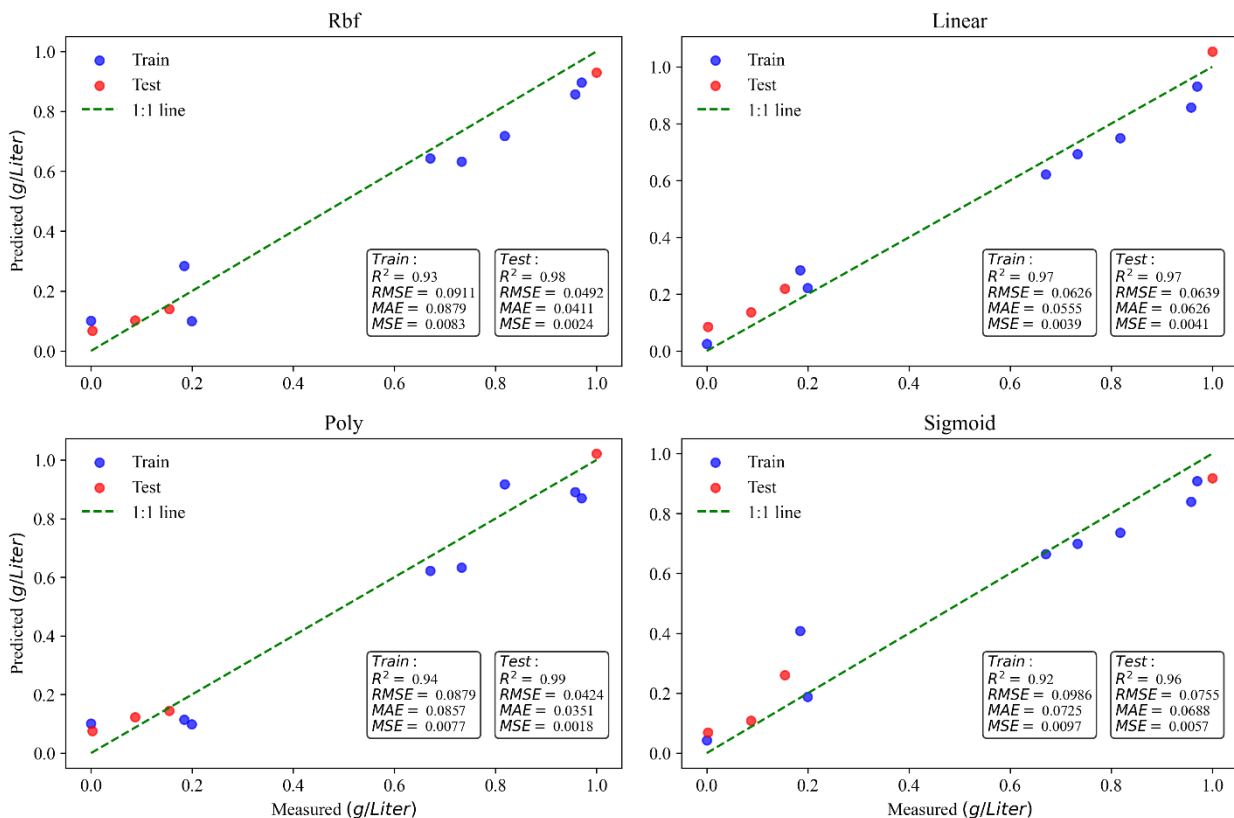 Rbf
Train
Test
1:1 line
Train :
R² = 0.93
RMSE = 0.0911
MAE = 0.0879
MSE = 0.0083
Test :
R² = 0.98
RMSE = 0.0492
MAE = 0.0411
MSE = 0.0024
Predicted (g/Liter)
1.0
0.8
0.6
0.4
0.2
0.0
0.0 0.2 0.4 0.6 0.8 1.0
Linear
Train
Test
1:1 line
Train :
R² = 0.97
RMSE = 0.0626
MAE = 0.0555
MSE = 0.0039
Test :
R² = 0.97
RMSE = 0.0639
MAE = 0.0626
MSE = 0.0041
1.0
0.8
0.6
0.4
0.2
0.0
0.0 0.2 0.4 0.6 0.8 1.0
Poly
Train
Test
1:1 line
Train :
R² = 0.94
RMSE = 0.0879
MAE = 0.0857
MSE = 0.0077
Test :
R² = 0.99
RMSE = 0.0424
MAE = 0.0351
MSE = 0.0018
Predicted (g/Liter)
1.0
0.8
0.6
0.4
0.2
0.0
0.0 0.2 0.4 0.6 0.8 1.0
Measured (g/Liter)
Sigmoid
Train
Test
1:1 line
Train :
R² = 0.92
RMSE = 0.0986
MAE = 0.0725
MSE = 0.0097
Test :
R² = 0.96
RMSE = 0.0755
MAE = 0.0688
MSE = 0.0057
1.0
0.8
0.6
0.4
0.2
0.0
0.0 0.2 0.4 0.6 0.8 1.0
Measured (g/Liter)